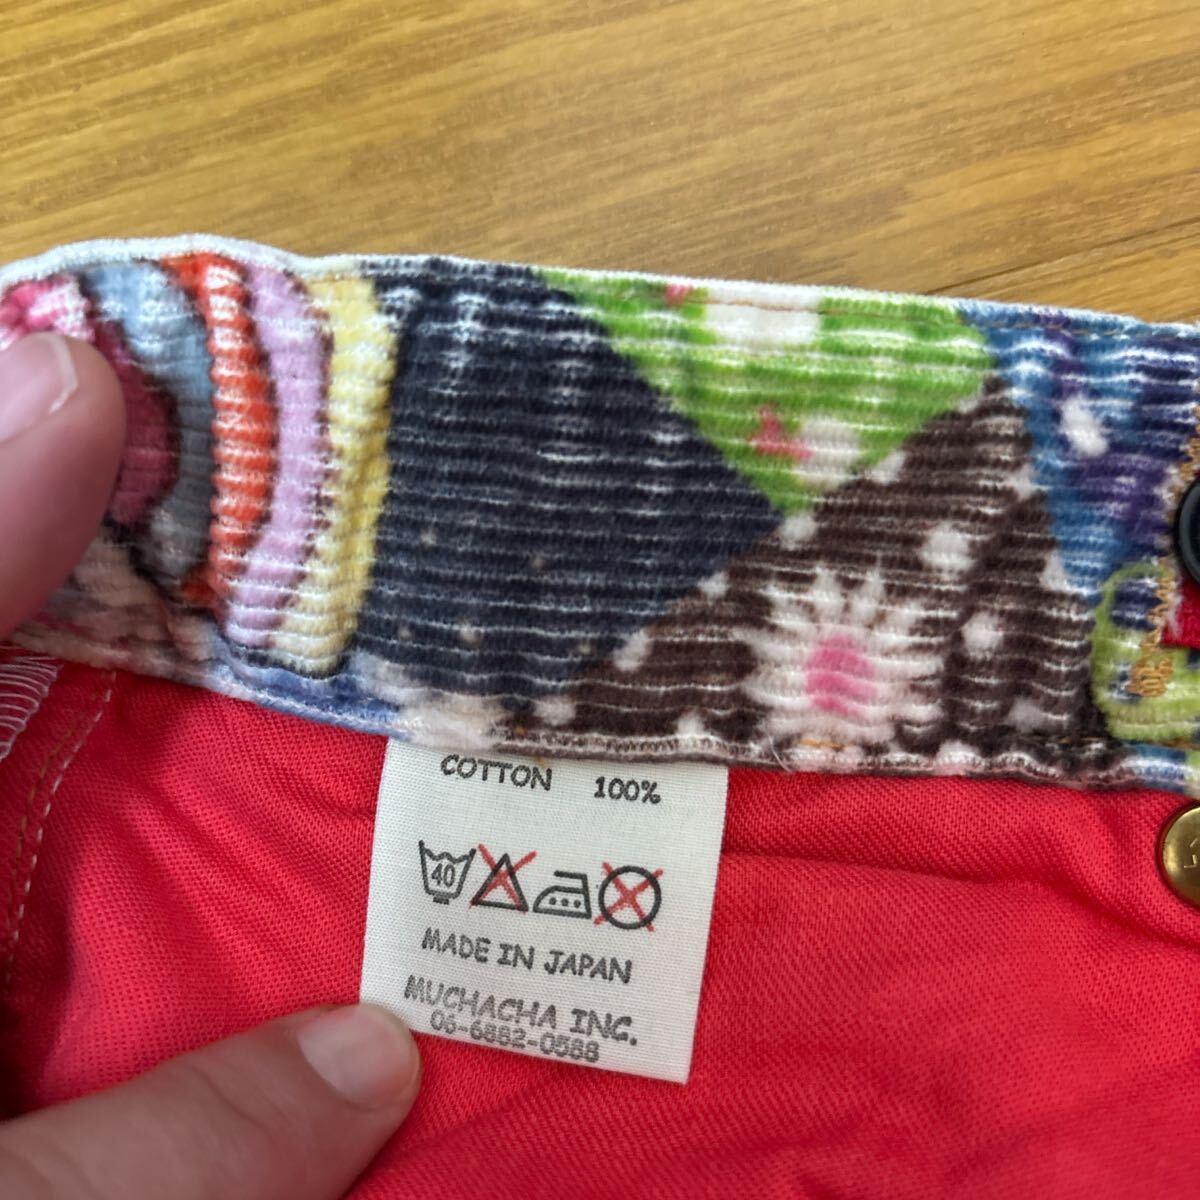 COTTON 100%
40
MADE IN JAPAN
MUCHACHA INC.
06-6882-0588